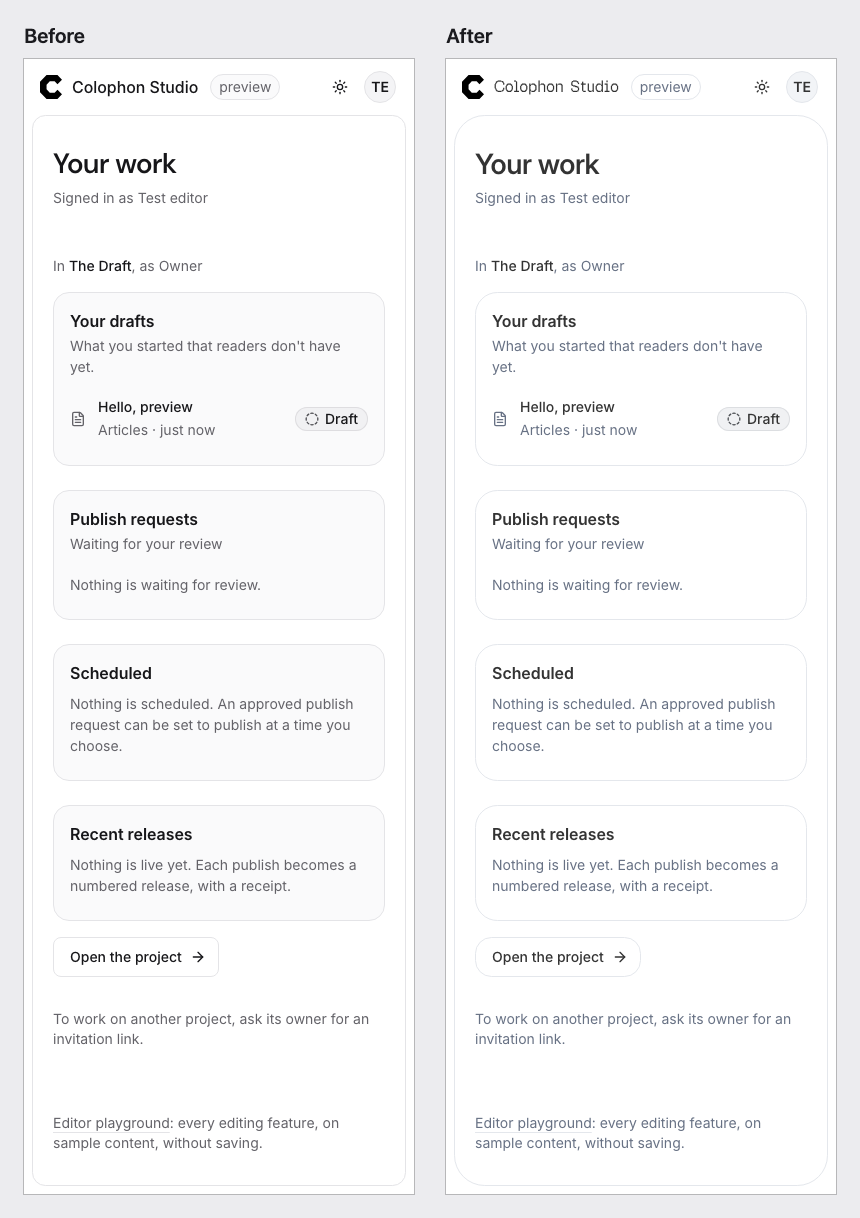 Before
Colophon Studio preview TE
Your work
Signed in as Test editor
In The Draft, as Owner
Your drafts
What you started that readers don't have
yet.
Hello, preview
Articles · just now
Draft
Publish requests
Waiting for your review
Nothing is waiting for review.
Scheduled
Nothing is scheduled. An approved publish
request can be set to publish at a time you
choose.
Recent releases
Nothing is live yet. Each publish becomes a
numbered release, with a receipt.
Open the project →
To work on another project, ask its owner for an
invitation link.
Editor playground: every editing feature, on
sample content, without saving.
After
Colophon Studio preview TE
Your work
Signed in as Test editor
In The Draft, as Owner
Your drafts
What you started that readers don't have
yet.
Hello, preview
Articles · just now
Draft
Publish requests
Waiting for your review
Nothing is waiting for review.
Scheduled
Nothing is scheduled. An approved publish
request can be set to publish at a time you
choose.
Recent releases
Nothing is live yet. Each publish becomes a
numbered release, with a receipt.
Open the project →
To work on another project, ask its owner for an
invitation link.
Editor playground: every editing feature, on
sample content, without saving.